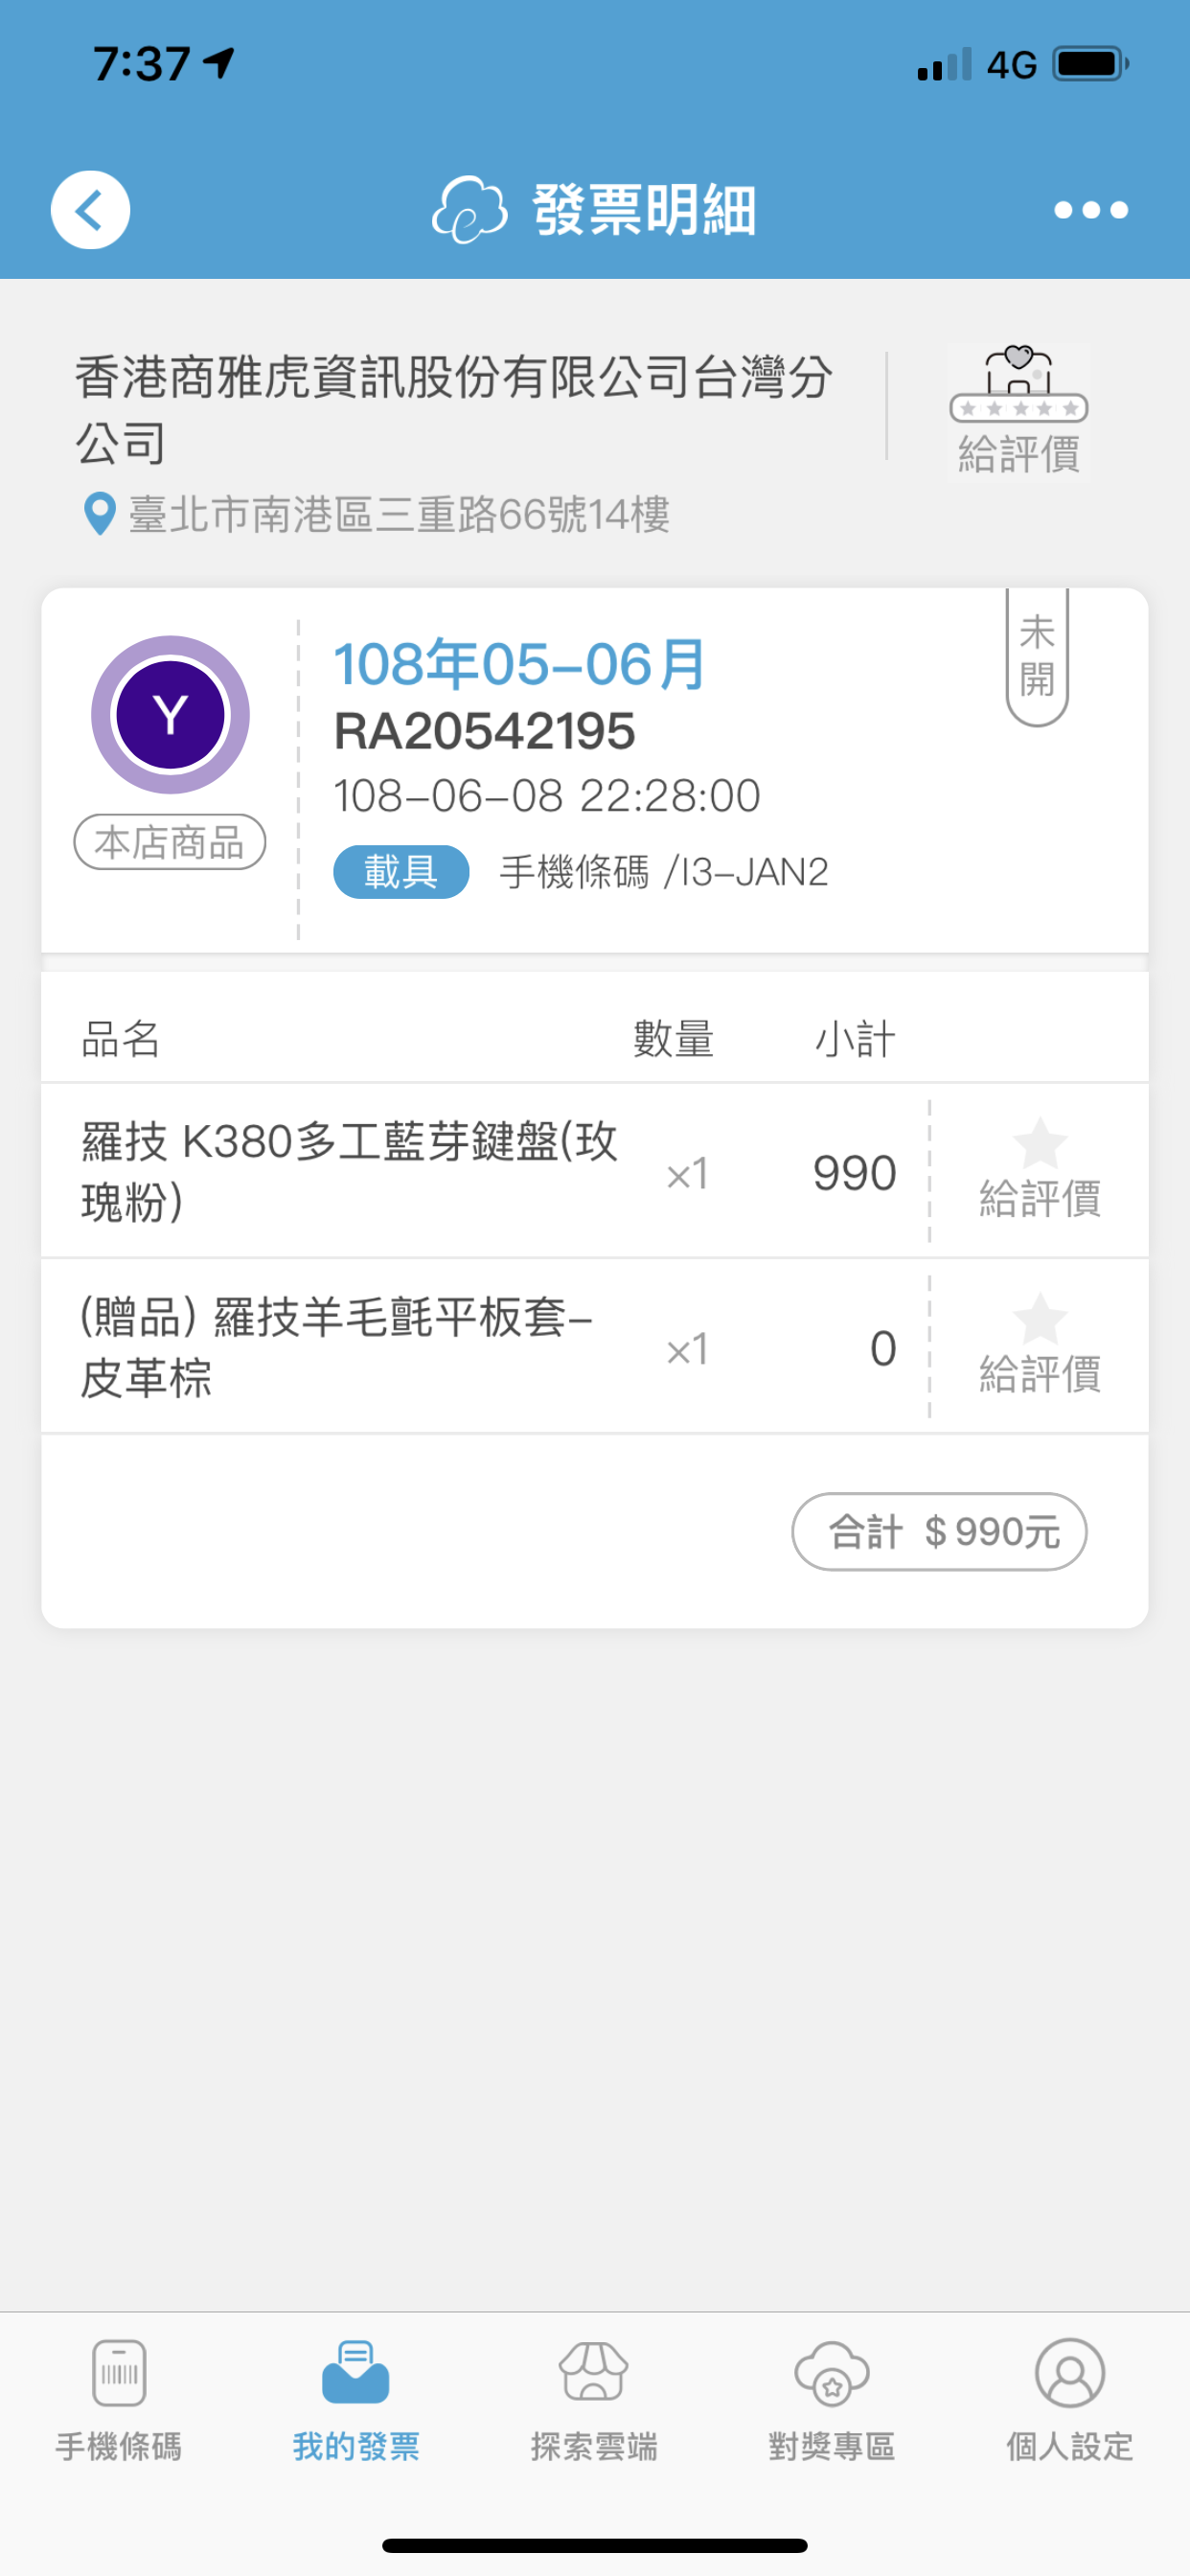 7:37
4G
發票明細
香港商雅虎資訊股份有限公司台灣分
公司
給評價
臺北市南港區三重路66號14樓
未
開
Y
本店商品
108年05-06月
RA20542195
108-06-08 22:28:00
載具 手機條碼 /I3-JAN2
品名 數量 小計
羅技 K380多工藍芽鍵盤(玫
瑰粉)
×1 990
給評價
(贈品) 羅技羊毛氈平板套-
皮革棕
×1 0
給評價
合計 $990元
手機條碼 我的發票 探索雲端 對獎專區 個人設定